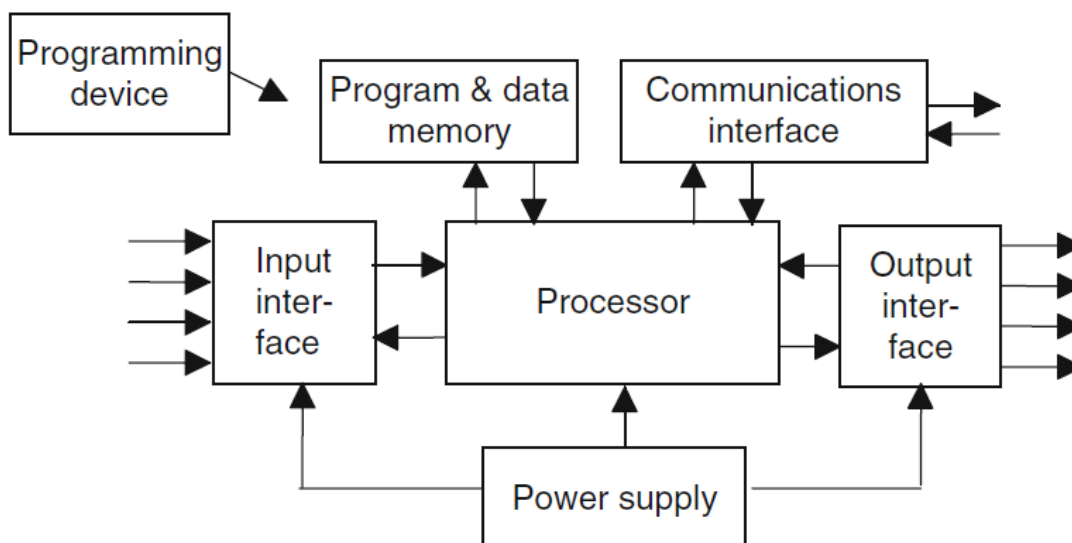 Programming
device
Program & data
memory
Communications
interface
Input
inter-
face
Processor
Output
inter-
face
Power supply